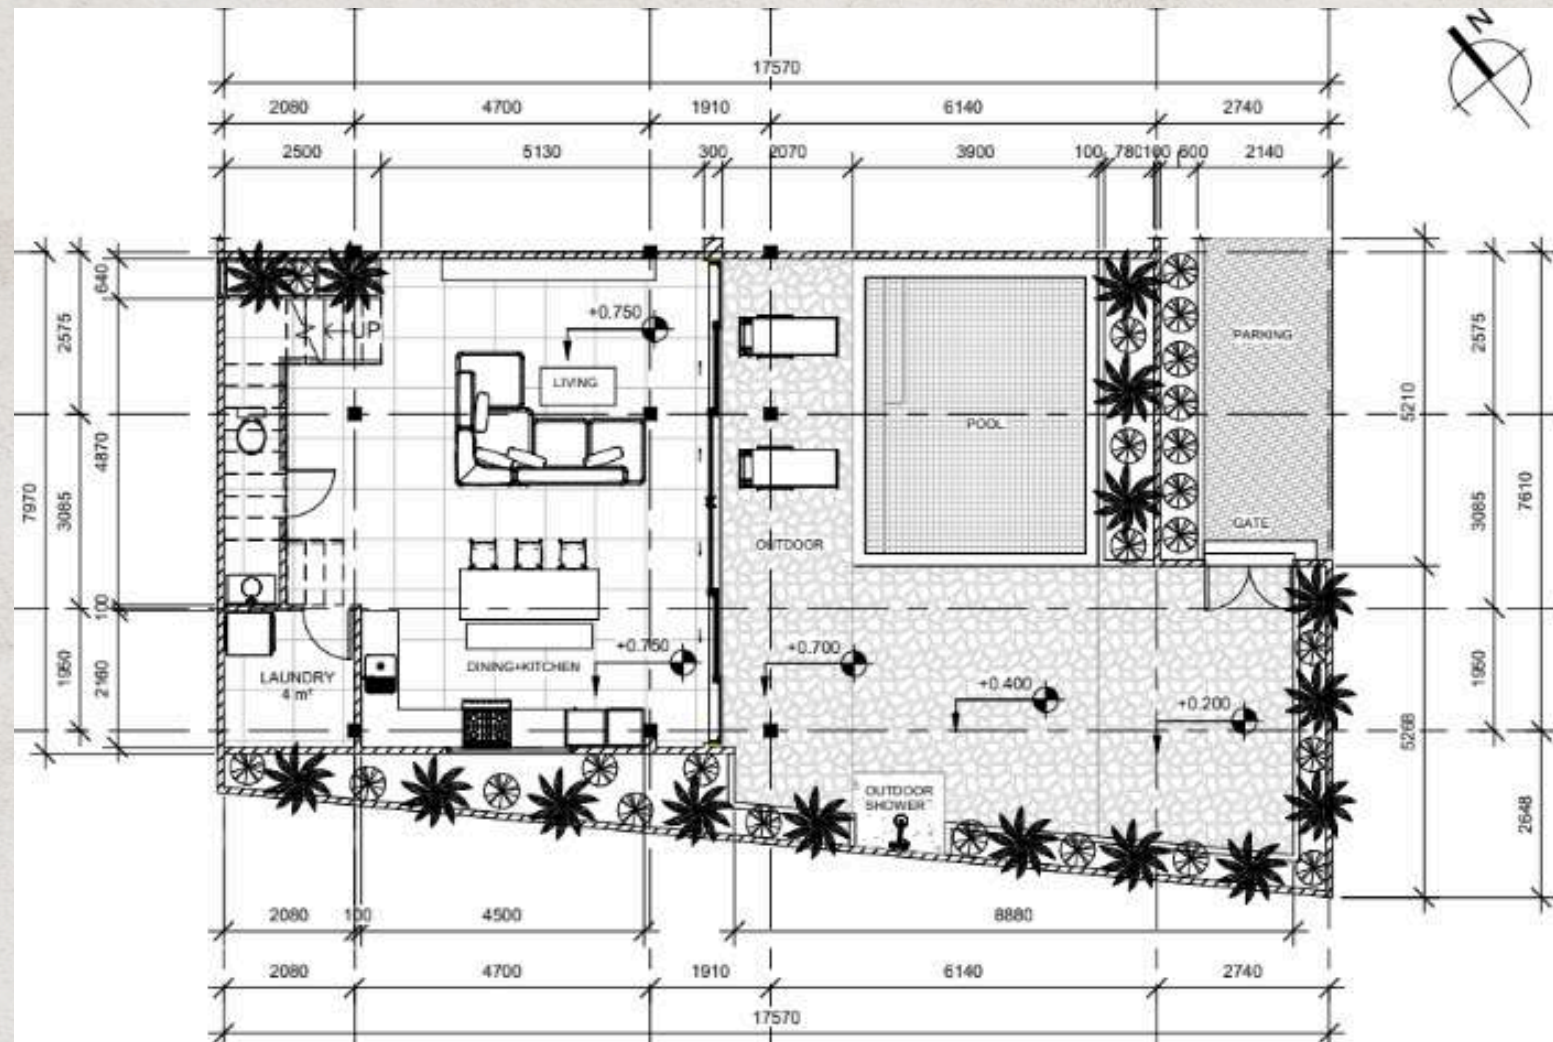 N
17570
2080 4700 1910 6140 2740
2500 5130 300 2070 3900 100 780 100 600 2140
640
2575
4870
7970
3085
1100
1950
2160
UP
+0.750
LIVING
POOL
PARKING
GATE
OUTDOOR
DINING+KITCHEN
+0.750
LAUNDRY
4 m²
+0.700
+0.400
+0.200
OUTDOOR
SHOWER
2575
5210
3085
7610
1950
5268
2648
2080 100 4500 8880
2080 4700 1910 6140 2740
17570